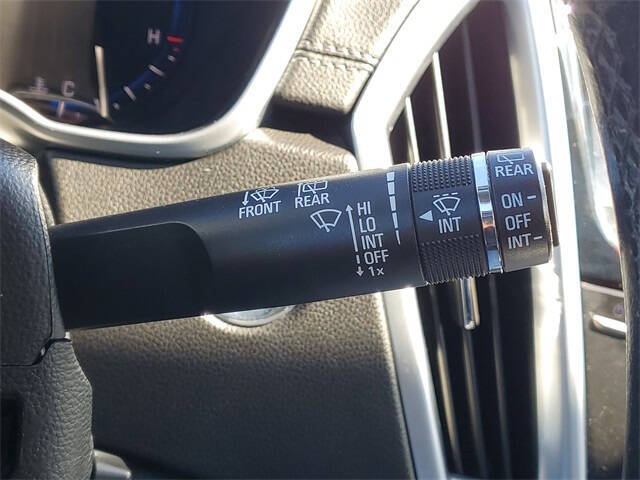 H
C
FRONT
REAR
HI
LO
INT
OFF
1x
INT
REAR
ON
OFF
INT